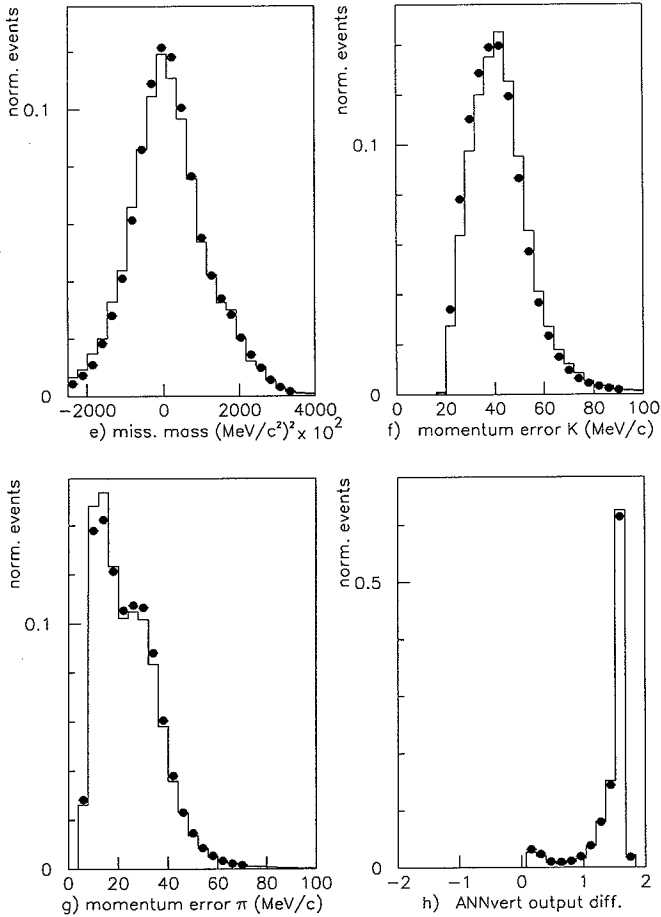 norm. events
0.1
0
−2000 0 2000 4000
e) miss. mass (MeV/c²)² x 10²
norm. events
0.1
0
0 20 40 60 80 100
f) momentum error K (MeV/c)
norm. events
0.1
0
0 20 40 60 80 100
g) momentum error π (MeV/c)
norm. events
0.5
0
−2 −1 0 1 2
h) ANNvert output diff.